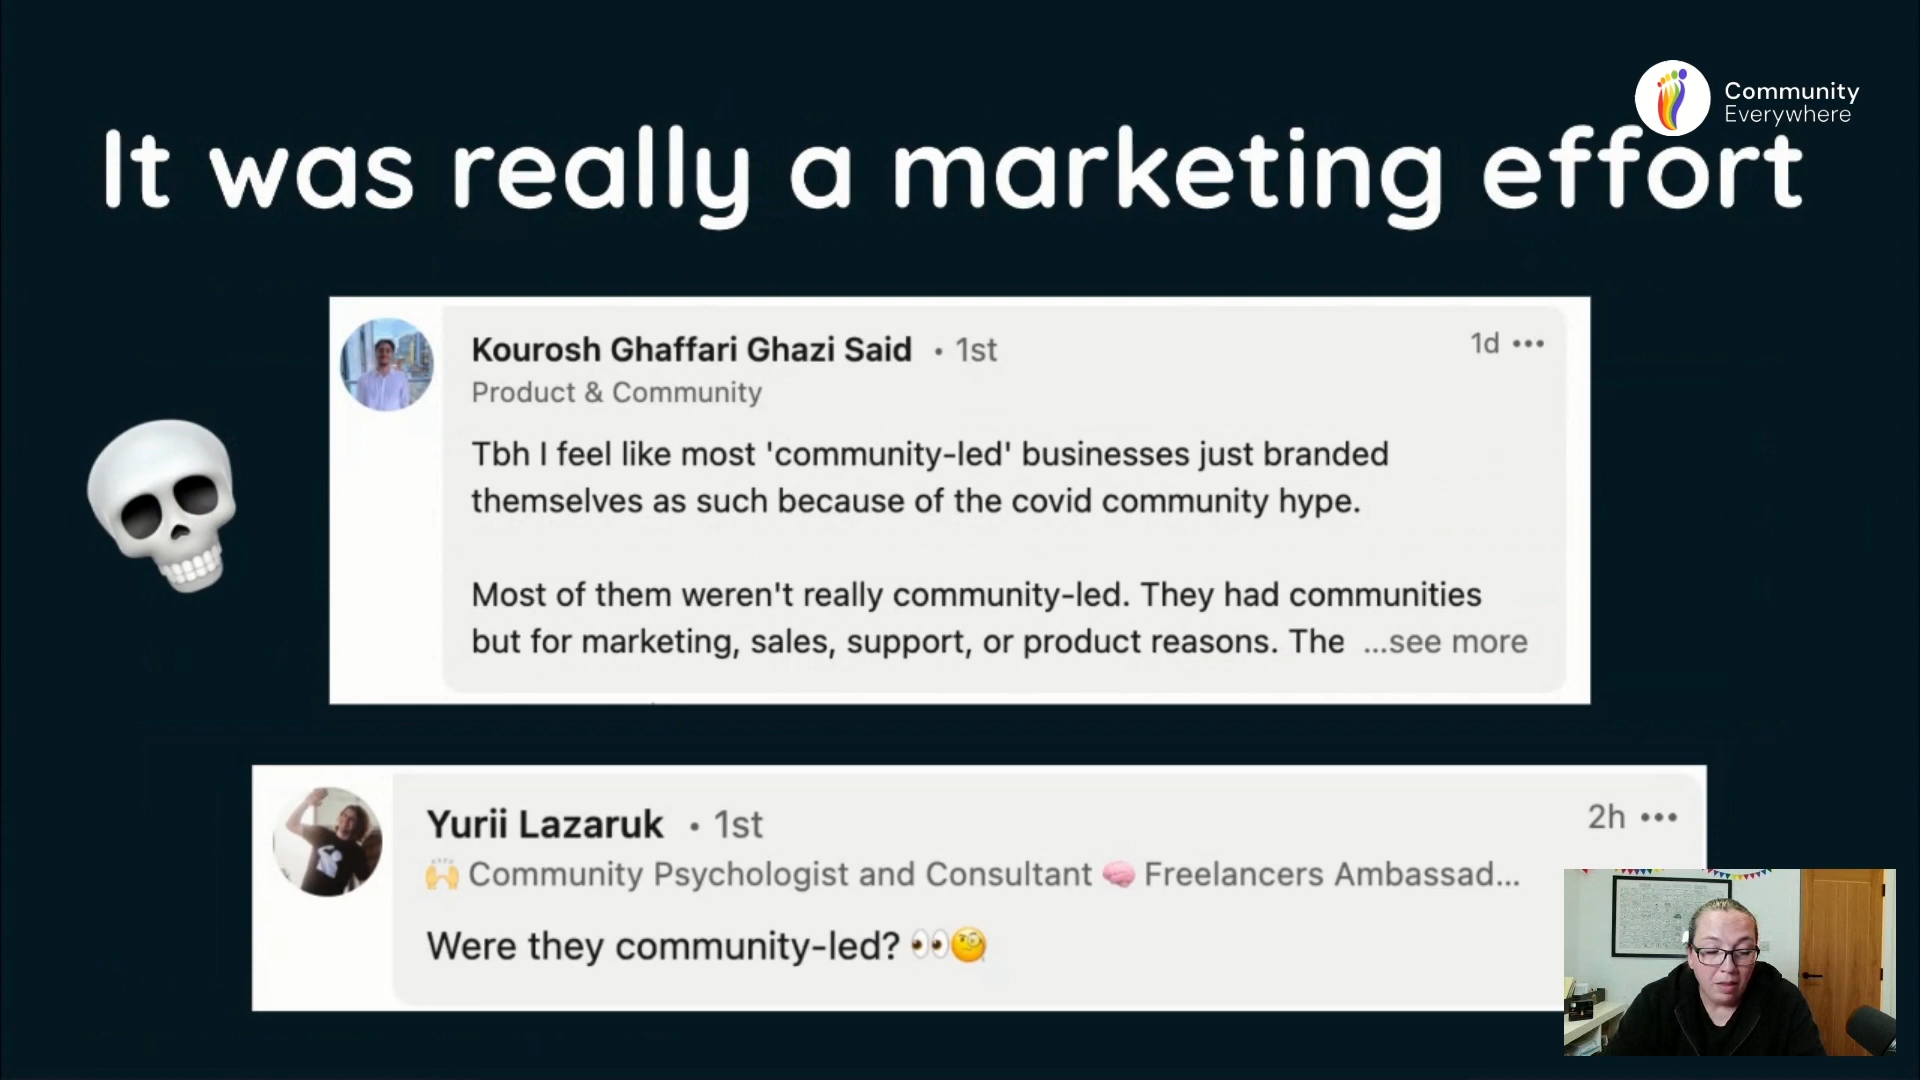 Community
Everywhere
It was really a marketing effort
Kourosh Ghaffari Ghazi Said • 1st
1d •••
Product & Community
Tbh I feel like most 'community-led' businesses just branded
themselves as such because of the covid community hype.
Most of them weren't really community-led. They had communities
but for marketing, sales, support, or product reasons. The ...see more
Yurii Lazaruk • 1st
2h •••
🙌 Community Psychologist and Consultant 🧠 Freelancers Ambassad...
Were they community-led? 👀🧐